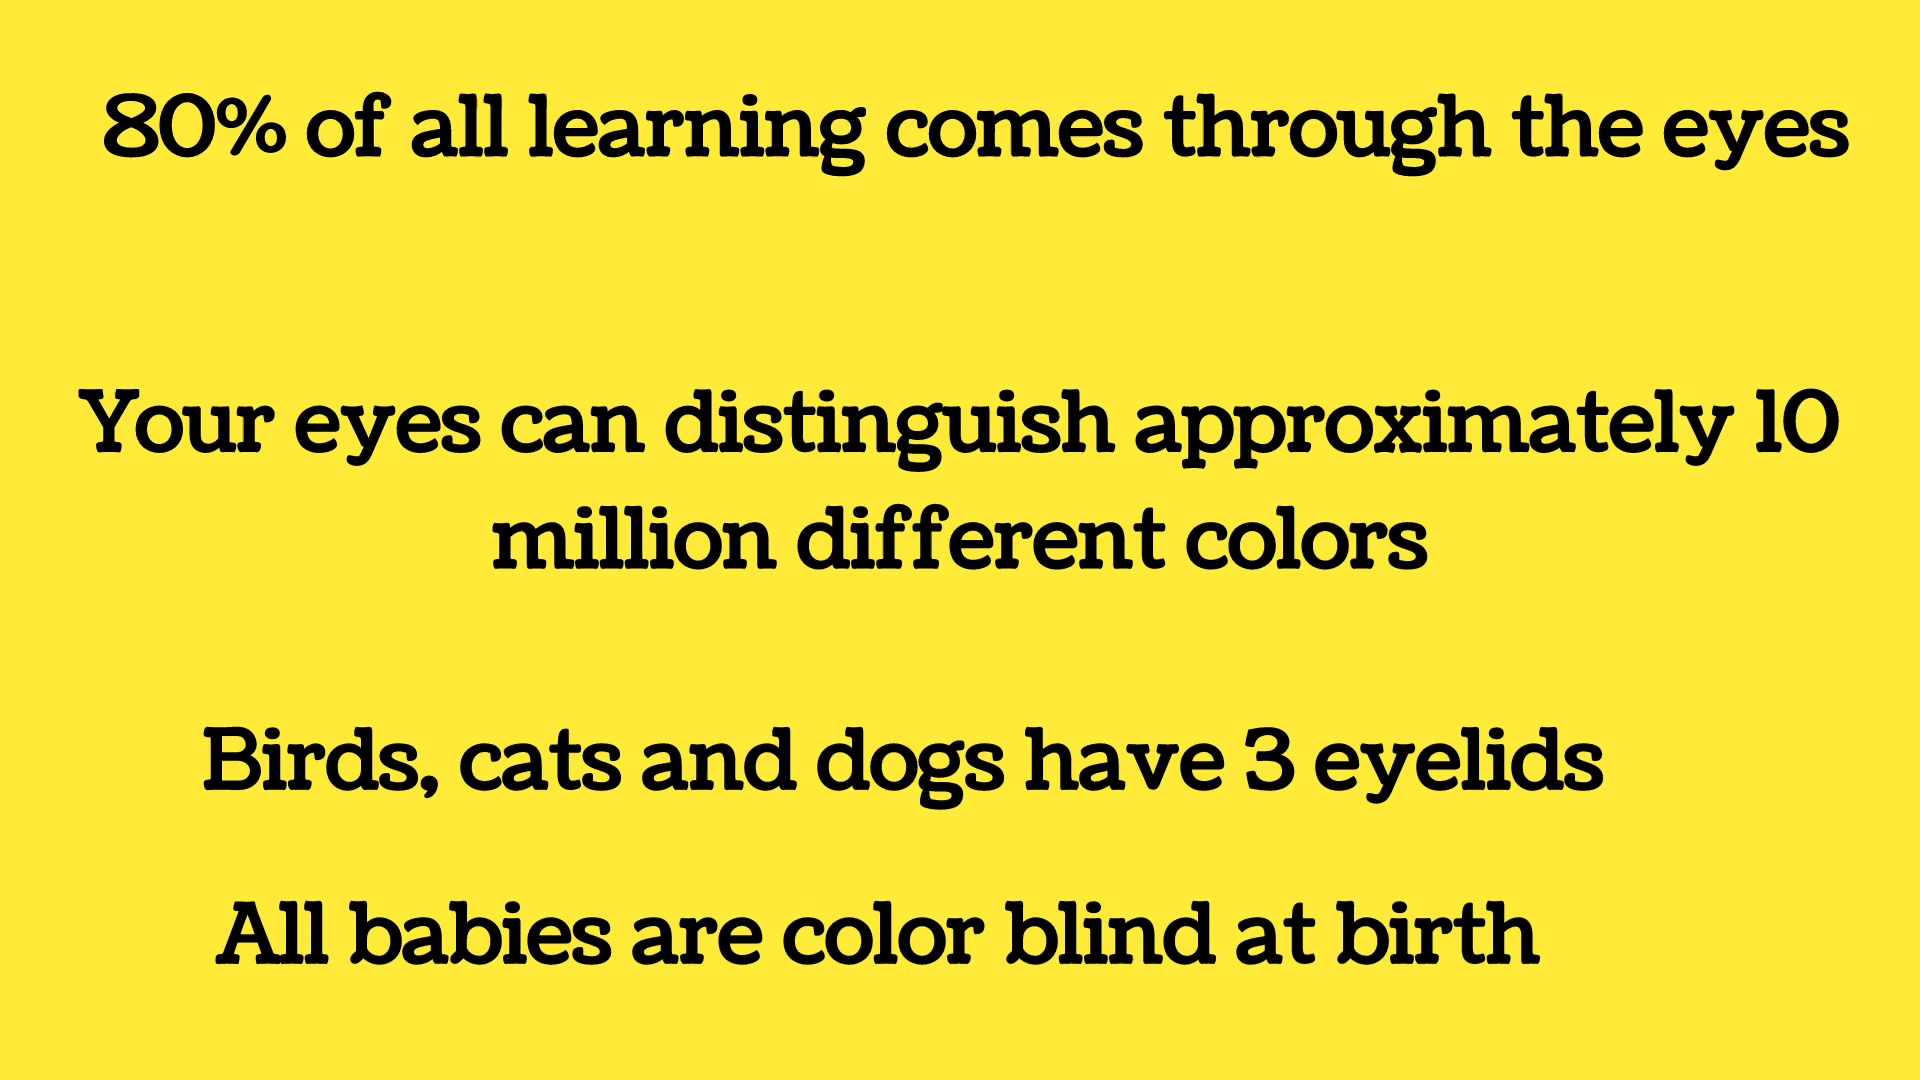 80% of all learning comes through the eyes
Your eyes can distinguish approximately 10
million different colors
Birds, cats and dogs have 3 eyelids
All babies are color blind at birth